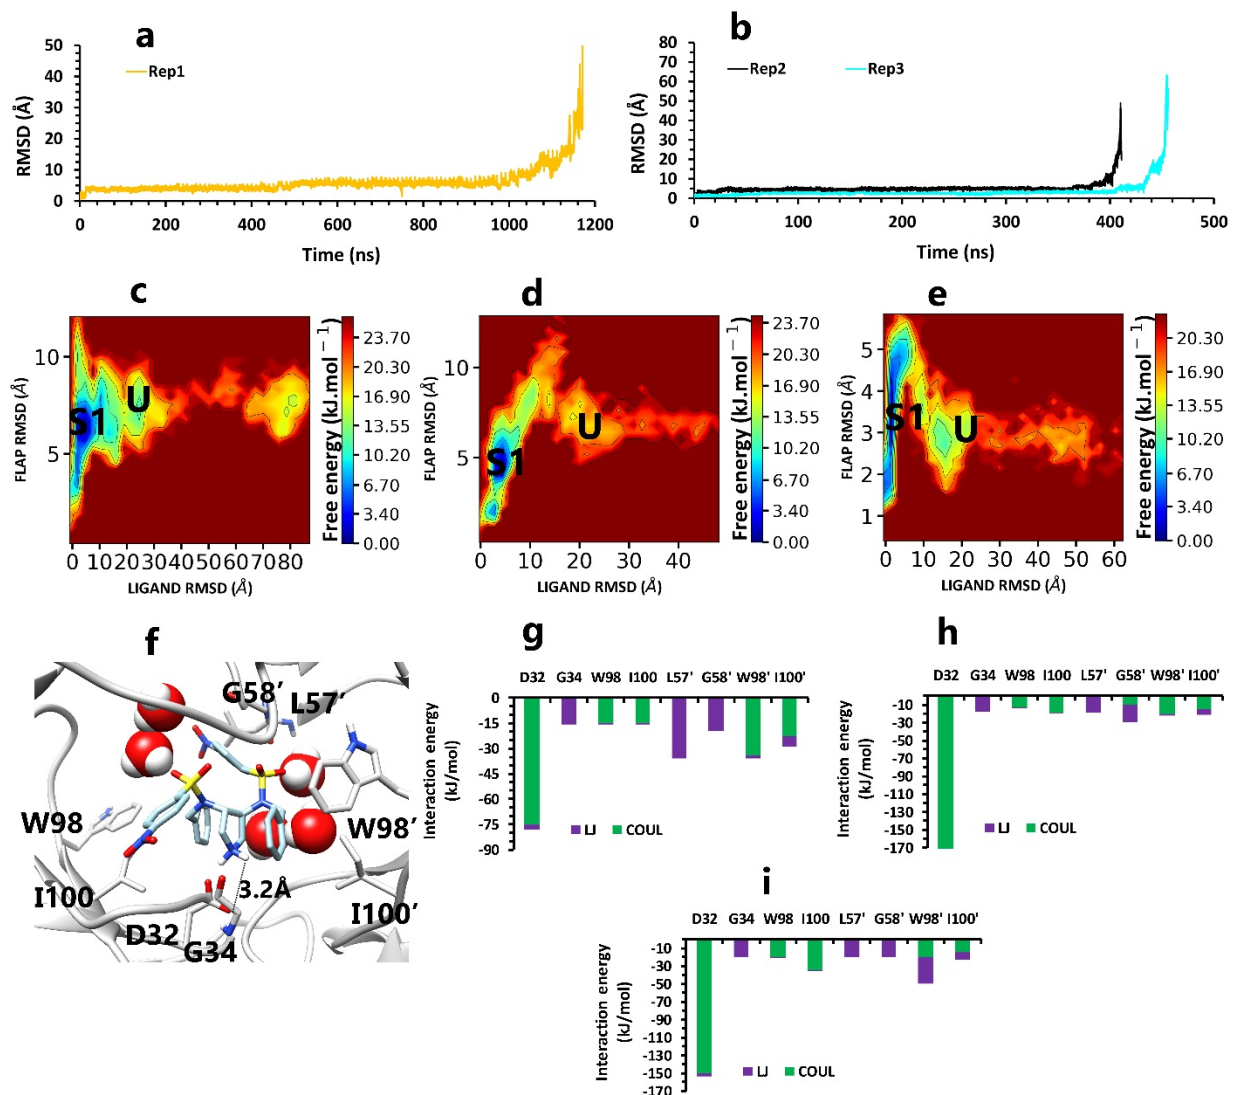 a
50
40
30
20
10
0
RMSD (Å)
Rep1
0 200 400 600 800 1000 1200
Time (ns)
b
80
70
60
50
40
30
20
10
0
RMSD (Å)
Rep2 Rep3
0 100 200 300 400 500
Time (ns)
c
10
5
FLAP RMSD (Å)
S1 U
0 10 20 30 40 50 60 70 80
LIGAND RMSD (Å)
Free energy (kJ.mol−1)
23.70
20.30
16.90
13.55
10.15
6.70
3.40
0.00
d
10
5
FLAP RMSD (Å)
S1 U
0 10 20 30 40
LIGAND RMSD (Å)
Free energy (kJ.mol−1)
23.70
20.30
16.90
13.55
10.15
6.70
3.40
0.00
e
5
4
3
2
1
FLAP RMSD (Å)
S1 U
0 10 20 30 40 50 60
LIGAND RMSD (Å)
Free energy (kJ.mol−1)
23.70
20.30
16.90
13.55
10.15
6.70
3.40
0.00
f
G58′ L57′
W98 W98′
I100 3.2Å I100′
D32 G34
g
D32 G34 W98 I100 L57' G58' W98' I100'
0
-15
-30
-45
-60
-75
-90
Interaction energy
(kJ/mol)
LJ COUL
h
D32 G34 W98 I100 L57' G58' W98' I100'
-10
-30
-50
-70
-90
-110
-130
-150
-170
Interaction energy
(kJ/mol)
LJ COUL
i
D32 G34 W98 I100 L57' G58' W98' I100'
-10
-30
-50
-70
-90
-110
-130
-150
-170
Interaction energy
(kJ/mol)
LJ COUL